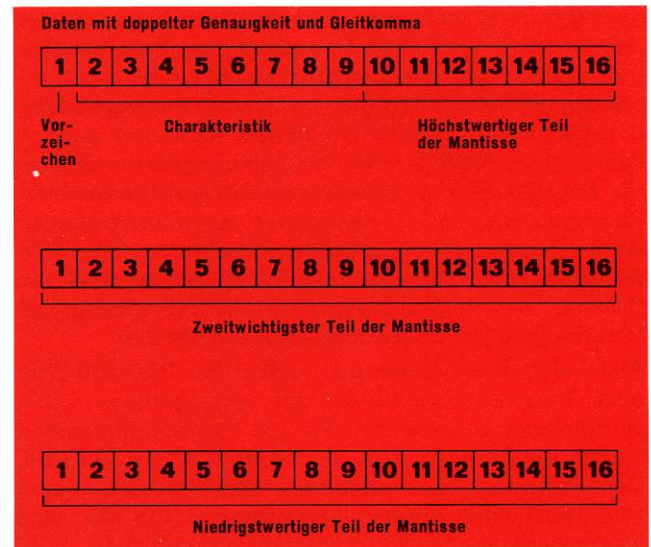 Daten mit doppelter Genauigkeit und Gleitkomma
1 2 3 4 5 6 7 8 9 10 11 12 13 14 15 16
Vor-
zei-
chen
Charakteristik
Höchstwertiger Teil
der Mantisse
1 2 3 4 5 6 7 8 9 10 11 12 13 14 15 16
Zweitwichtigster Teil der Mantisse
1 2 3 4 5 6 7 8 9 10 11 12 13 14 15 16
Niedrigstwertiger Teil der Mantisse